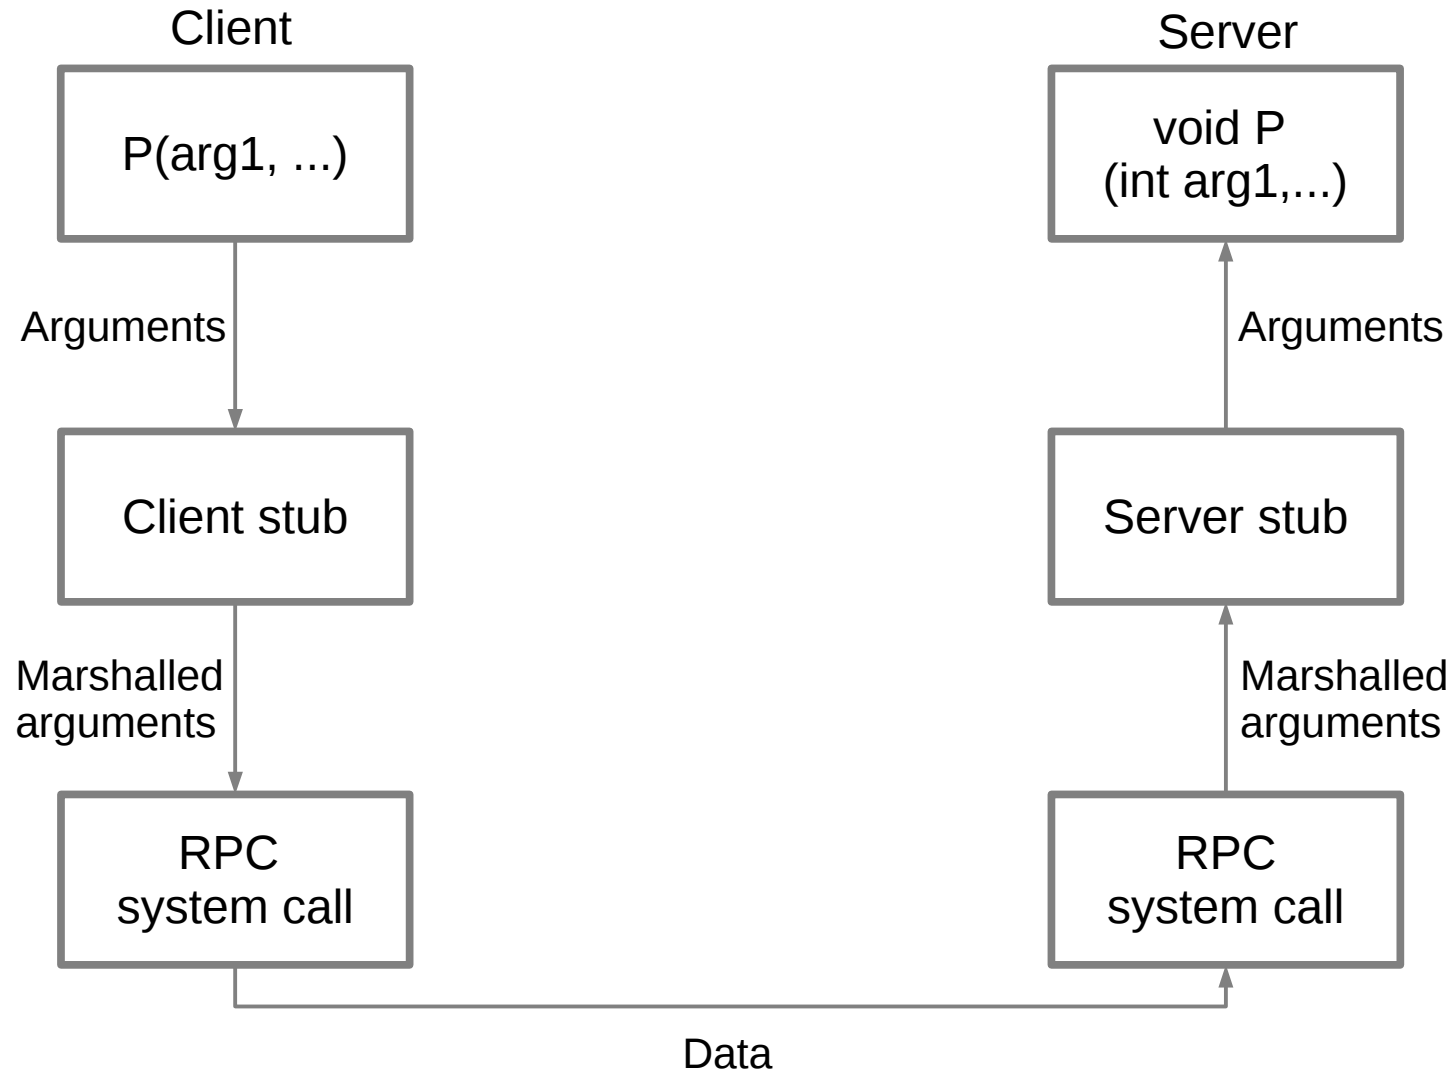 Client
Server
P(arg1, ...)
void P
(int arg1,...)
Arguments
Arguments
Client stub
Server stub
Marshalled
arguments
Marshalled
arguments
RPC
system call
RPC
system call
Data